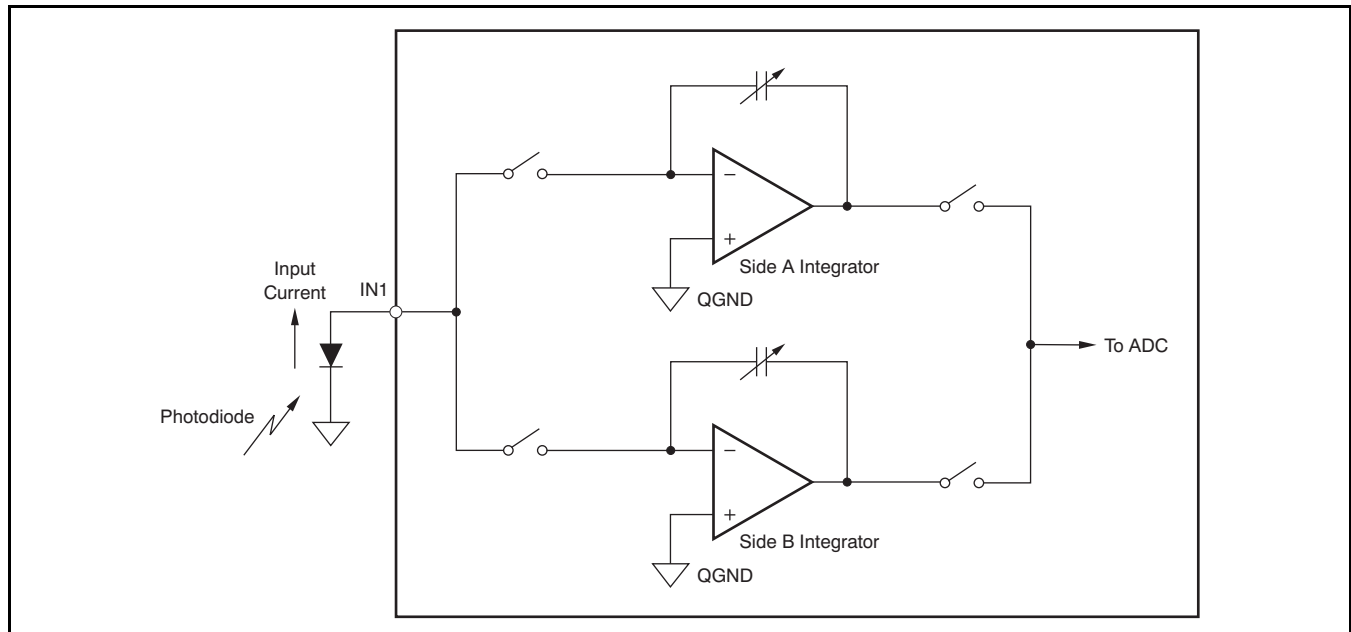 −
+
Side A Integrator
QGND
Input
Current
IN1
To ADC
Photodiode
−
+
Side B Integrator
QGND